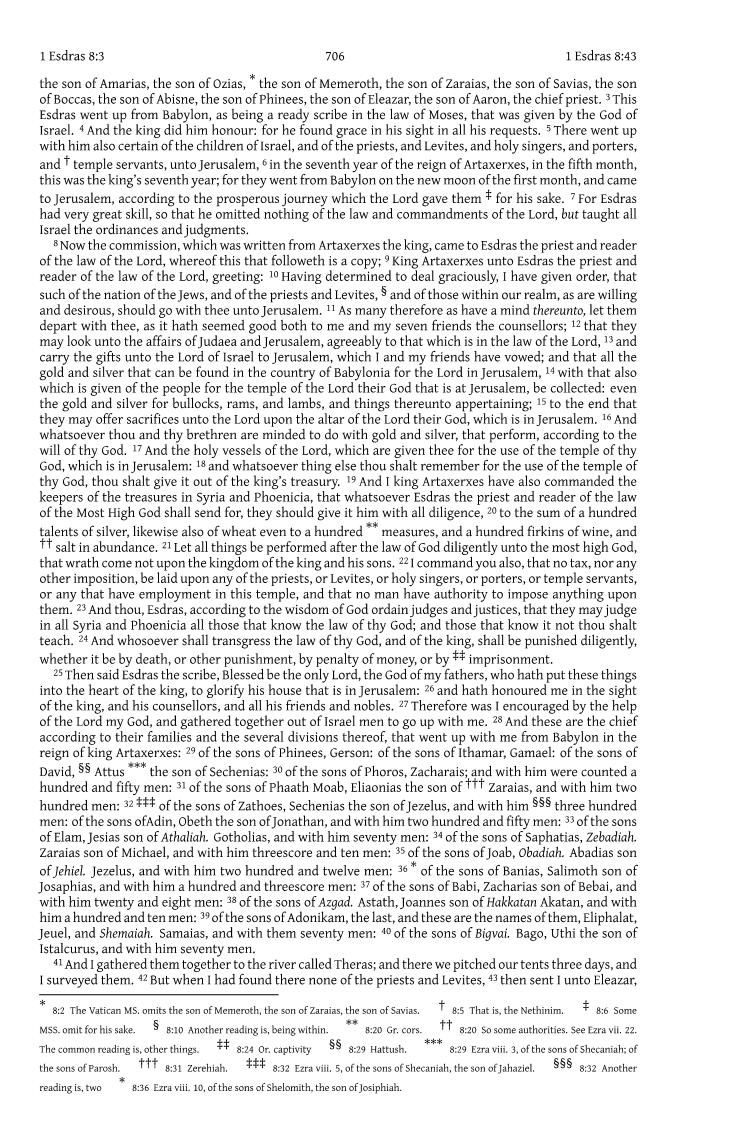 1 Esdras 8:3 706 1 Esdras 8:43
the son of Amarias, the son of Ozias, * the son of Memeroth, the son of Zaraias, the son of Savias, the son
of Boccas, the son of Abisne, the son of Phinees, the son of Eleazar, the son of Aaron, the chief priest. 3 This
Esdras went up from Babylon, as being a ready scribe in the law of Moses, that was given by the God of
Israel. 4 And the king did him honour: for he found grace in his sight in all his requests. 5 There went up
with him also certain of the children of Israel, and of the priests, and Levites, and holy singers, and porters,
and † temple servants, unto Jerusalem, 6 in the seventh year of the reign of Artaxerxes, in the fifth month,
this was the king’s seventh year; for they went from Babylon on the new moon of the first month, and came
to Jerusalem, according to the prosperous journey which the Lord gave them ‡ for his sake. 7 For Esdras
had very great skill, so that he omitted nothing of the law and commandments of the Lord, but taught all
Israel the ordinances and judgments.
8 Now the commission, which was written from Artaxerxes the king, came to Esdras the priest and reader
of the law of the Lord, whereof this that followeth is a copy; 9 King Artaxerxes unto Esdras the priest and
reader of the law of the Lord, greeting: 10 Having determined to deal graciously, I have given order, that
such of the nation of the Jews, and of the priests and Levites, § and of those within our realm, as are willing
and desirous, should go with thee unto Jerusalem. 11 As many therefore as have a mind thereunto, let them
depart with thee, as it hath seemed good both to me and my seven friends the counsellors; 12 that they
may look unto the affairs of Judaea and Jerusalem, agreeably to that which is in the law of the Lord, 13 and
carry the gifts unto the Lord of Israel to Jerusalem, which I and my friends have vowed; and that all the
gold and silver that can be found in the country of Babylonia for the Lord in Jerusalem, 14 with that also
which is given of the people for the temple of the Lord their God that is at Jerusalem, be collected: even
the gold and silver for bullocks, rams, and lambs, and things thereunto appertaining; 15 to the end that
they may offer sacrifices unto the Lord upon the altar of the Lord their God, which is in Jerusalem. 16 And
whatsoever thou and thy brethren are minded to do with gold and silver, that perform, according to the
will of thy God. 17 And the holy vessels of the Lord, which are given thee for the use of the temple of thy
God, which is in Jerusalem: 18 and whatsoever thing else thou shalt remember for the use of the temple of
thy God, thou shalt give it out of the king’s treasury. 19 And I king Artaxerxes have also commanded the
keepers of the treasures in Syria and Phoenicia, that whatsoever Esdras the priest and reader of the law
of the Most High God shall send for, they should give it him with all diligence, 20 to the sum of a hundred
talents of silver, likewise also of wheat even to a hundred ** measures, and a hundred firkins of wine, and
†† salt in abundance. 21 Let all things be performed after the law of God diligently unto the most high God,
that wrath come not upon the kingdom of the king and his sons. 22 I command you also, that no tax, nor any
other imposition, be laid upon any of the priests, or Levites, or holy singers, or porters, or temple servants,
or any that have employment in this temple, and that no man have authority to impose anything upon
them. 23 And thou, Esdras, according to the wisdom of God ordain judges and justices, that they may judge
in all Syria and Phoenicia all those that know the law of thy God; and those that know it not thou shalt
teach. 24 And whosoever shall transgress the law of thy God, and of the king, shall be punished diligently,
whether it be by death, or other punishment, by penalty of money, or by ‡‡ imprisonment.
25 Then said Esdras the scribe, Blessed be the only Lord, the God of my fathers, who hath put these things
into the heart of the king, to glorify his house that is in Jerusalem: 26 and hath honoured me in the sight
of the king, and his counsellors, and all his friends and nobles. 27 Therefore was I encouraged by the help
of the Lord my God, and gathered together out of Israel men to go up with me. 28 And these are the chief
according to their families and the several divisions thereof, that went up with me from Babylon in the
reign of king Artaxerxes: 29 of the sons of Phinees, Gerson: of the sons of Ithamar, Gamael: of the sons of
David, §§ Attus *** the son of Sechenias: 30 of the sons of Phoros, Zacharais; and with him were counted a
hundred and fifty men: 31 of the sons of Phaath Moab, Eliaonias the son of ††† Zaraias, and with him two
hundred men: 32 ‡‡‡ of the sons of Zathoes, Sechenias the son of Jezelus, and with him §§§ three hundred
men: of the sons ofAdin, Obeth the son of Jonathan, and with him two hundred and fifty men: 33 of the sons
of Elam, Jesias son of Athaliah. Gotholias, and with him seventy men: 34 of the sons of Saphatias, Zebadiah.
Zaraias son of Michael, and with him threescore and ten men: 35 of the sons of Joab, Obadiah. Abadias son
of Jehiel. Jezelus, and with him two hundred and twelve men: 36 * of the sons of Banias, Salimoth son of
Josaphias, and with him a hundred and threescore men: 37 of the sons of Babi, Zacharias son of Bebai, and
with him twenty and eight men: 38 of the sons of Azgad. Astath, Joannes son of Hakkatan Akatan, and with
him a hundred and ten men: 39 of the sons of Adonikam, the last, and these are the names of them, Eliphalat,
Jeuel, and Shemaiah. Samaias, and with them seventy men: 40 of the sons of Bigvai. Bago, Uthi the son of
Istalcurus, and with him seventy men.
41 And I gathered them together to the river called Theras; and there we pitched our tents three days, and
I surveyed them. 42 But when I had found there none of the priests and Levites, 43 then sent I unto Eleazar,
* 8:2 The Vatican MS. omits the son of Memeroth, the son of Zaraias, the son of Savias. † 8:5 That is, the Nethinim. ‡ 8:6 Some
MSS. omit for his sake. § 8:10 Another reading is, being within. ** 8:20 Gr. cors. †† 8:20 So some authorities. See Ezra vii. 22.
The common reading is, other things. ‡‡ 8:24 Or. captivity §§ 8:29 Hattush. *** 8:29 Ezra viii. 3, of the sons of Shecaniah; of
the sons of Parosh. ††† 8:31 Zerehiah. ‡‡‡ 8:32 Ezra viii. 5, of the sons of Shecaniah, the son of Jahaziel. §§§ 8:32 Another
reading is, two * 8:36 Ezra viii. 10, of the sons of Shelomith, the son of Josiphiah.